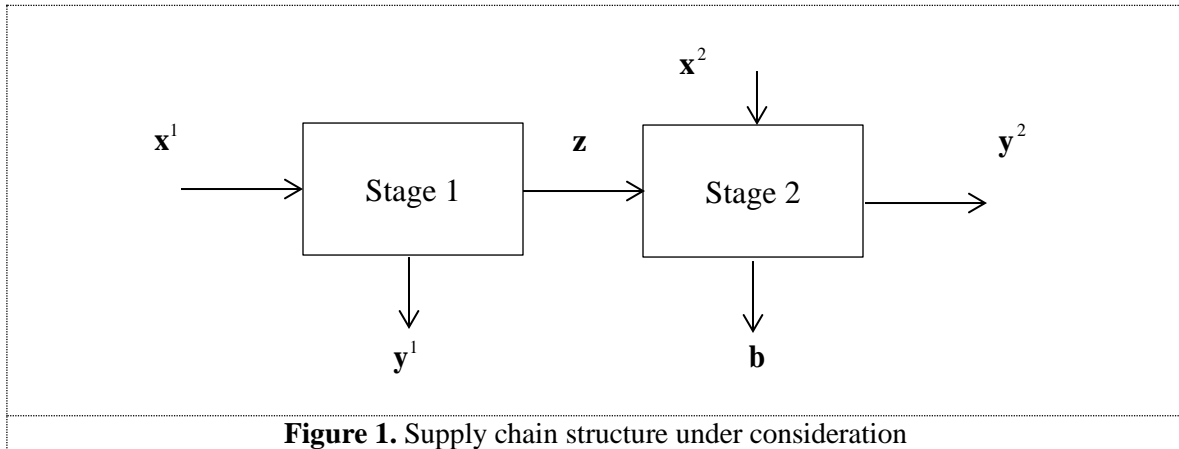 x²
x¹
z
y²
Stage 1
Stage 2
y¹
b
Figure 1. Supply chain structure under consideration